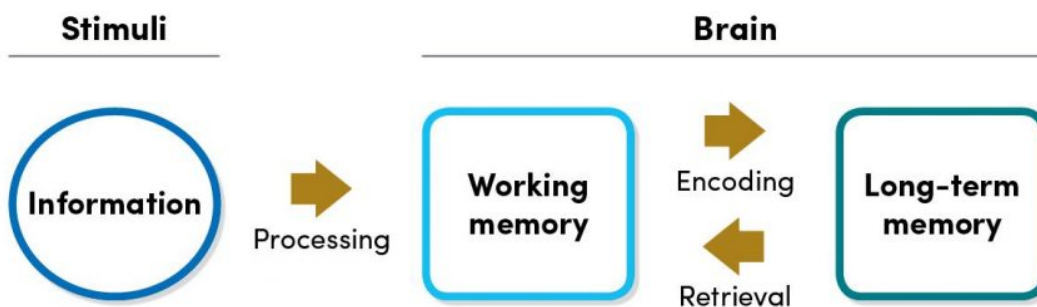 Stimuli
Brain
Information
Processing
Working
memory
Encoding
Retrieval
Long-term
memory